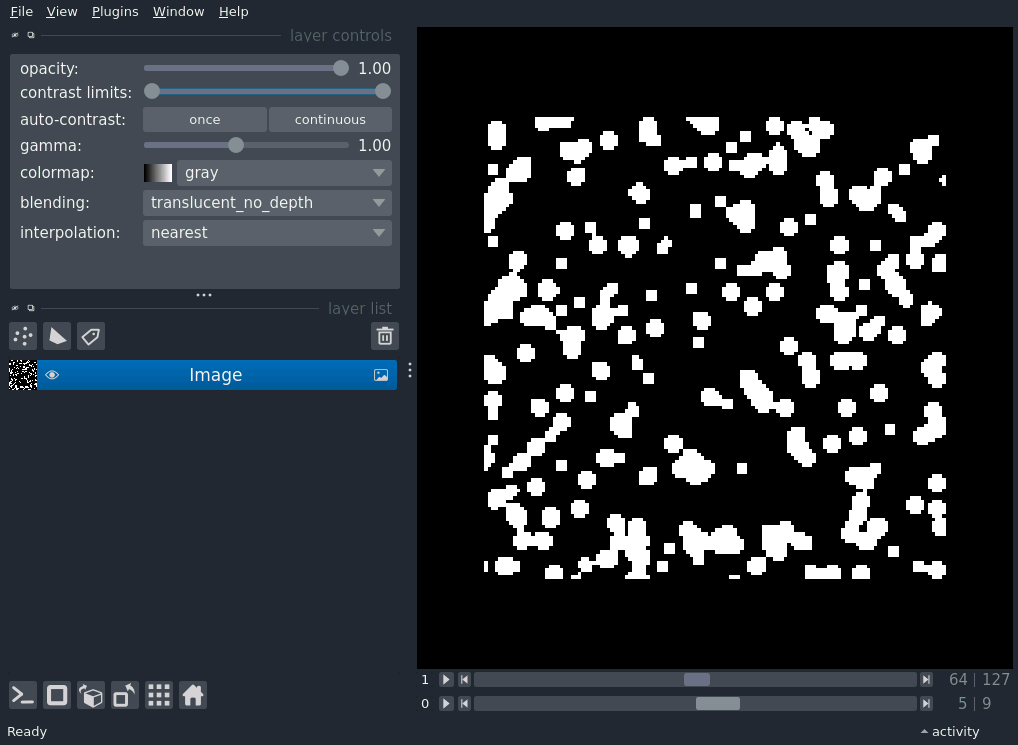 File View Plugins Window Help
layer controls
opacity: 1.00
contrast limits:
auto-contrast: once continuous
gamma: 1.00
colormap: gray
blending: translucent_no_depth
interpolation: nearest
layer list
Image
1 64 | 127
0 5 | 9
Ready activity